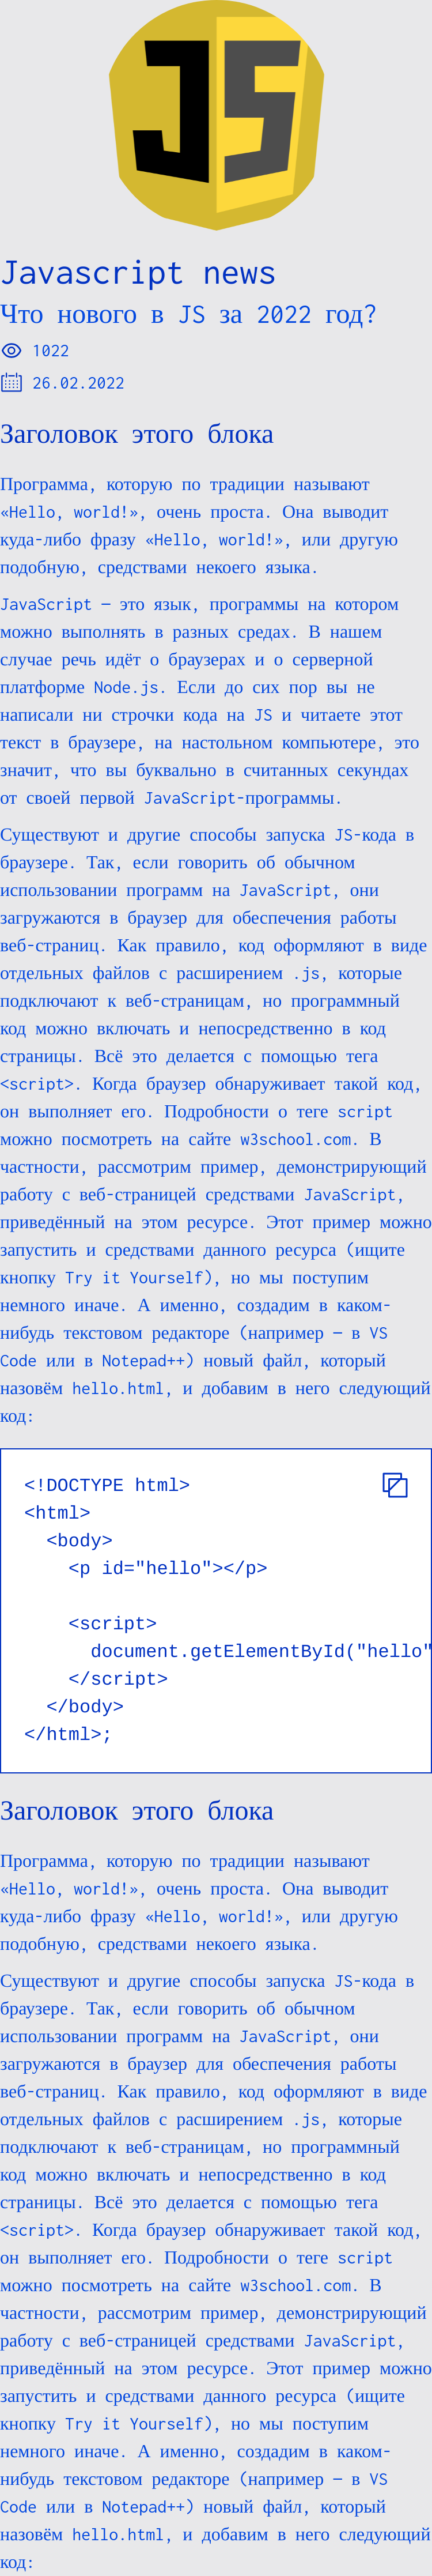 JS
Javascript news
Что нового в JS за 2022 год?
1022
26.02.2022
Заголовок этого блока
Программа, которую по традиции называют
«Hello, world!», очень проста. Она выводит
куда-либо фразу «Hello, world!», или другую
подобную, средствами некоего языка.
JavaScript — это язык, программы на котором
можно выполнять в разных средах. В нашем
случае речь идёт о браузерах и о серверной
платформе Node.js. Если до сих пор вы не
написали ни строчки кода на JS и читаете этот
текст в браузере, на настольном компьютере, это
значит, что вы буквально в считанных секундах
от своей первой JavaScript-программы.
Существуют и другие способы запуска JS-кода в
браузере. Так, если говорить об обычном
использовании программ на JavaScript, они
загружаются в браузер для обеспечения работы
веб-страниц. Как правило, код оформляют в виде
отдельных файлов с расширением .js, которые
подключают к веб-страницам, но программный
код можно включать и непосредственно в код
страницы. Всё это делается с помощью тега
<script>. Когда браузер обнаруживает такой код,
он выполняет его. Подробности о теге script
можно посмотреть на сайте w3school.com. В
частности, рассмотрим пример, демонстрирующий
работу с веб-страницей средствами JavaScript,
приведённый на этом ресурсе. Этот пример можно
запустить и средствами данного ресурса (ищите
кнопку Try it Yourself), но мы поступим
немного иначе. А именно, создадим в каком-
нибудь текстовом редакторе (например — в VS
Code или в Notepad++) новый файл, который
назовём hello.html, и добавим в него следующий
код:
<!DOCTYPE html>
<html>
  <body>
    <p id="hello"></p>
    <script>
      document.getElementById("hello"
    </script>
  </body>
</html>;
Заголовок этого блока
Программа, которую по традиции называют
«Hello, world!», очень проста. Она выводит
куда-либо фразу «Hello, world!», или другую
подобную, средствами некоего языка.
Существуют и другие способы запуска JS-кода в
браузере. Так, если говорить об обычном
использовании программ на JavaScript, они
загружаются в браузер для обеспечения работы
веб-страниц. Как правило, код оформляют в виде
отдельных файлов с расширением .js, которые
подключают к веб-страницам, но программный
код можно включать и непосредственно в код
страницы. Всё это делается с помощью тега
<script>. Когда браузер обнаруживает такой код,
он выполняет его. Подробности о теге script
можно посмотреть на сайте w3school.com. В
частности, рассмотрим пример, демонстрирующий
работу с веб-страницей средствами JavaScript,
приведённый на этом ресурсе. Этот пример можно
запустить и средствами данного ресурса (ищите
кнопку Try it Yourself), но мы поступим
немного иначе. А именно, создадим в каком-
нибудь текстовом редакторе (например — в VS
Code или в Notepad++) новый файл, который
назовём hello.html, и добавим в него следующий
код: